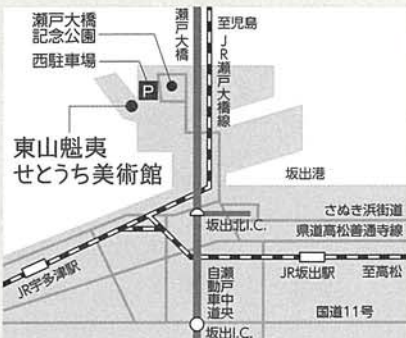 瀬戸大橋
記念公園
西駐車場
P
瀬戸大橋
至児島
JR瀬戸大橋線
東山魁夷
せとうち美術館
坂出港
さぬき浜街道
坂出北I.C.
県道高松善通寺線
JR宇多津駅
瀬戸中央
自動車道
JR坂出駅
至高松
国道11号
坂出I.C.